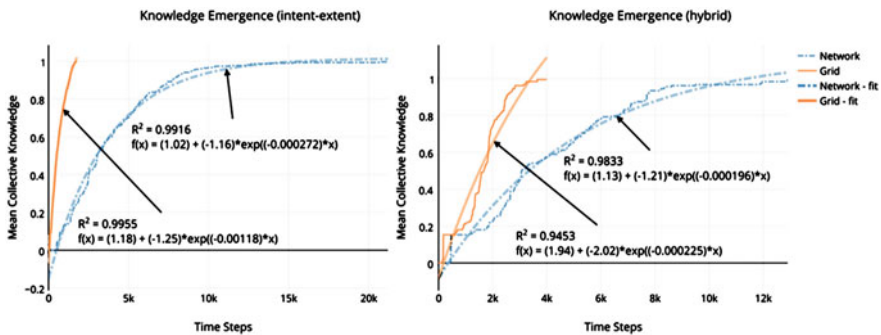 Knowledge Emergence (intent-extent)
Mean Collective Knowledge
1
0.8
0.6
0.4
0.2
0
−0.2
R² = 0.9916
f(x) = (1.02) + (-1.16)*exp((-0.000272)*x)
R² = 0.9955
f(x) = (1.18) + (-1.25)*exp((-0.00118)*x)
0 5k 10k 15k 20k
Time Steps
Knowledge Emergence (hybrid)
Mean Collective Knowledge
1
0.8
0.6
0.4
0.2
0
R² = 0.9833
f(x) = (1.13) + (-1.21)*exp((-0.000196)*x)
R² = 0.9453
f(x) = (1.94) + (-2.02)*exp((-0.000225)*x)
0 2k 4k 6k 8k 10k 12k
Time Steps
Network
Grid
Network - fit
Grid - fit